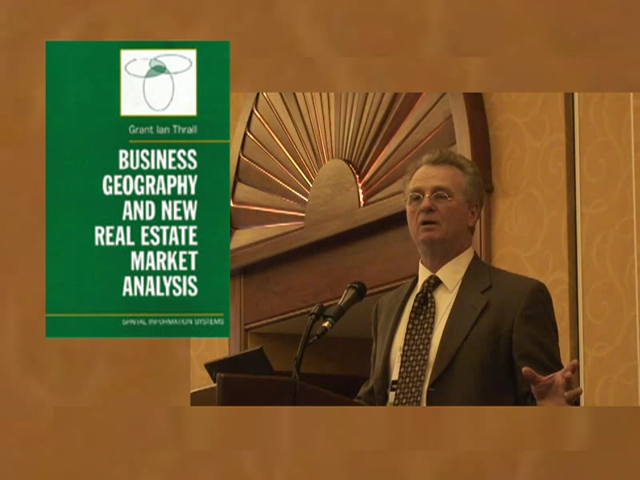 Grant Ian Thrall
BUSINESS
GEOGRAPHY
AND NEW
REAL ESTATE
MARKET
ANALYSIS
SPATIAL INFORMATION SYSTEMS